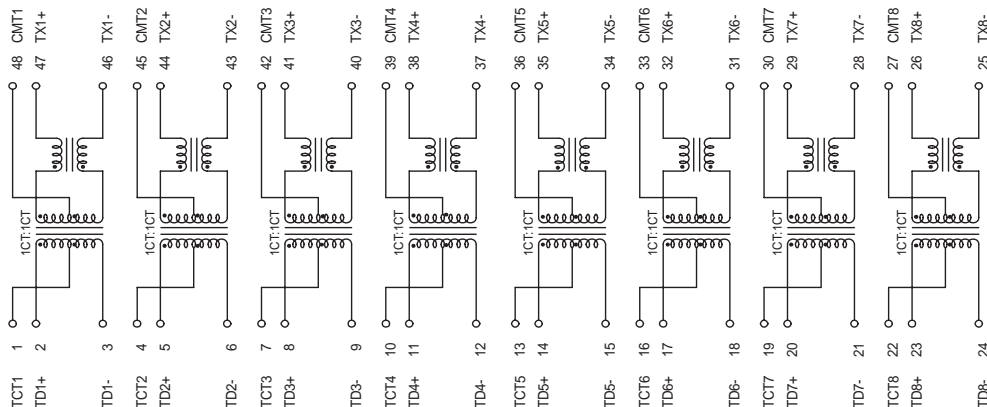 48 CMT1
47 TX1+
46 TX1-
45 CMT2
44 TX2+
43 TX2-
42 CMT3
41 TX3+
40 TX3-
39 CMT4
38 TX4+
37 TX4-
36 CMT5
35 TX5+
34 TX5-
33 CMT6
32 TX6+
31 TX6-
30 CMT7
29 TX7+
28 TX7-
27 CMT8
26 TX8+
25 TX8-
1CT:1CT
1CT:1CT
1CT:1CT
1CT:1CT
1CT:1CT
1CT:1CT
1CT:1CT
1CT:1CT
TCT1 1
TD1+ 2
TD1- 3
TCT2 4
TD2+ 5
TD2- 6
TCT3 7
TD3+ 8
TD3- 9
TCT4 10
TD4+ 11
TD4- 12
TCT5 13
TD5+ 14
TD5- 15
TCT6 16
TD6+ 17
TD6- 18
TCT7 19
TD7+ 20
TD7- 21
TCT8 22
TD8+ 23
TD8- 24